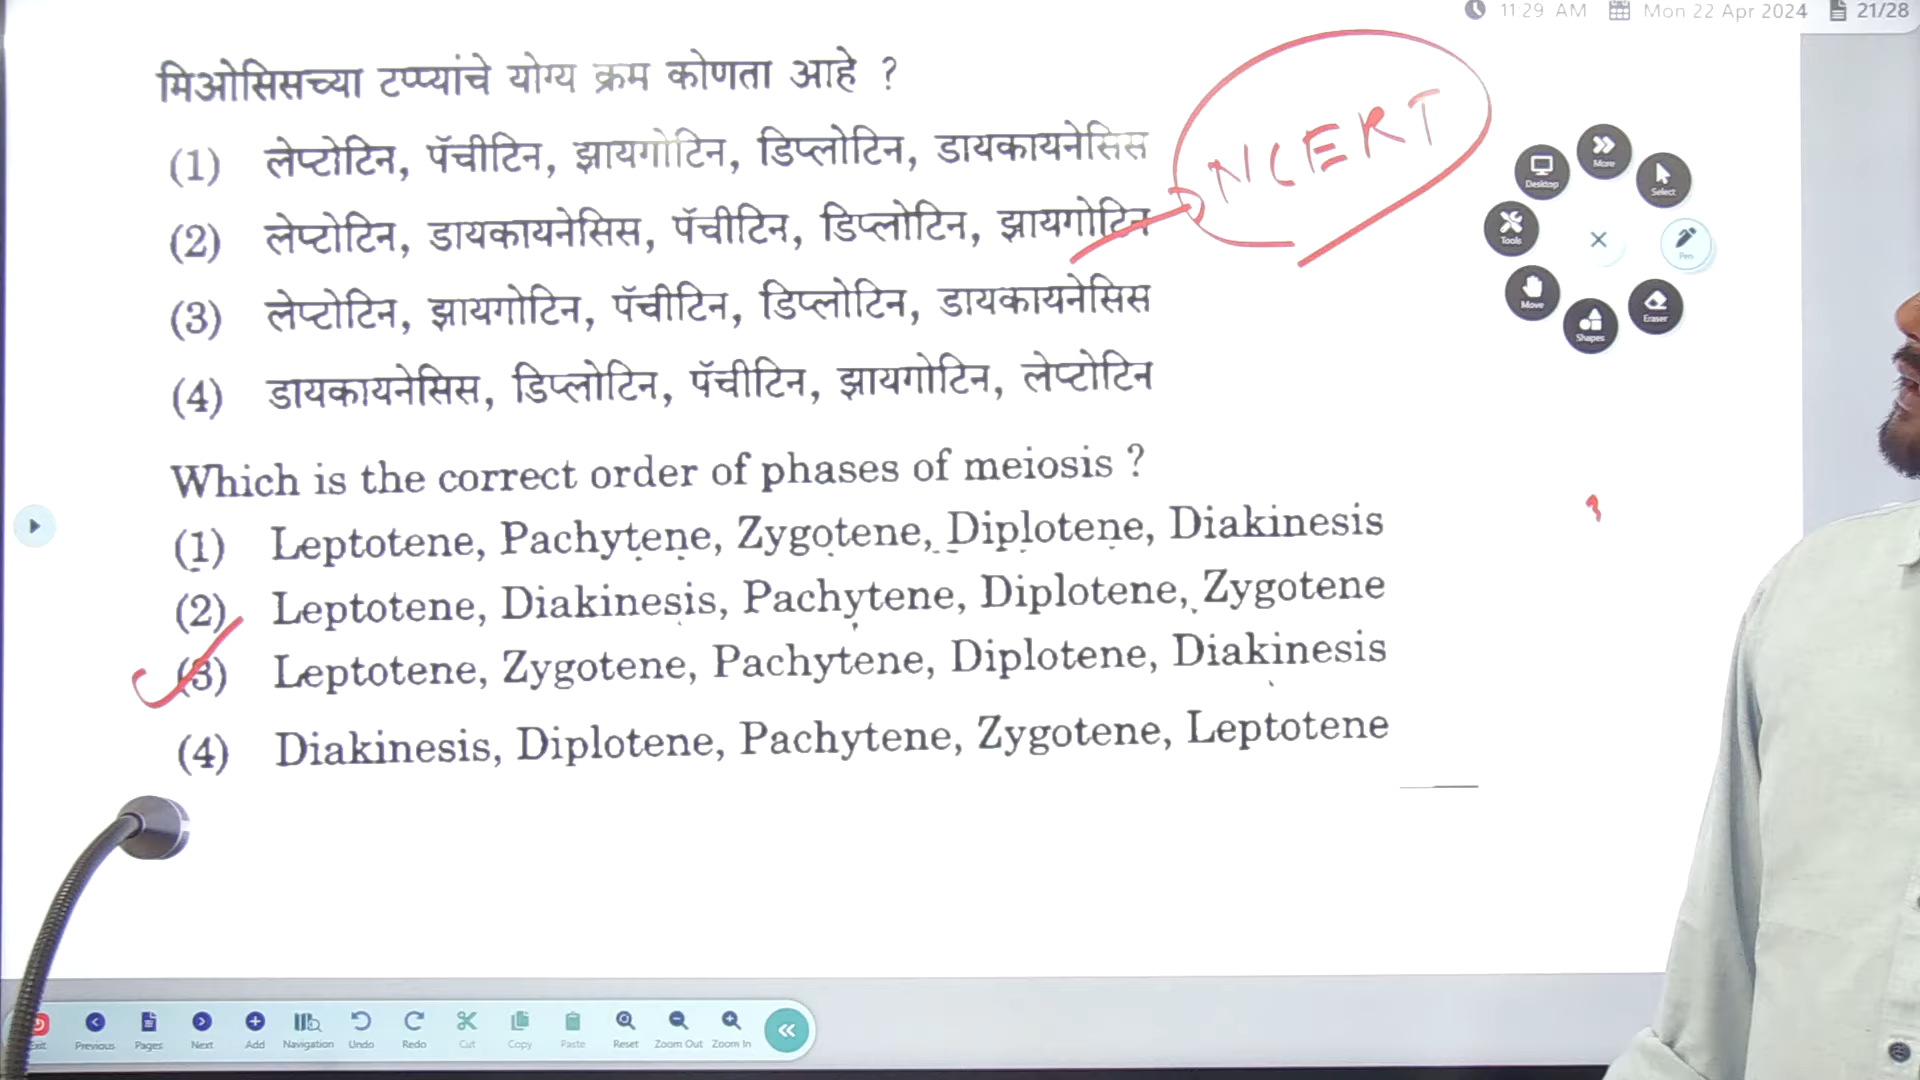 11:29 AM Mon 22 Apr 2024 21/28
मिओसिसच्या टप्प्यांचे योग्य क्रम कोणता आहे ?
(1) लेप्टोटिन, पॅचीटिन, झायगोटिन, डिप्लोटिन, डायकायनेसिस
(2) लेप्टोटिन, डायकायनेसिस, पॅचीटिन, डिप्लोटिन, झायगोटिन
(3) लेप्टोटिन, झायगोटिन, पॅचीटिन, डिप्लोटिन, डायकायनेसिस
(4) डायकायनेसिस, डिप्लोटिन, पॅचीटिन, झायगोटिन, लेप्टोटिन
NCERT
More
Desktop
Select
Tools
Pen
Move
Eraser
Shapes
Which is the correct order of phases of meiosis ?
(1) Leptotene, Pachytene, Zygotene, Diplotene, Diakinesis
(2) Leptotene, Diakinesis, Pachytene, Diplotene, Zygotene
(3) Leptotene, Zygotene, Pachytene, Diplotene, Diakinesis
(4) Diakinesis, Diplotene, Pachytene, Zygotene, Leptotene
Previous Pages Next Add Navigation Undo Redo Cut Copy Paste Reset Zoom Out Zoom In